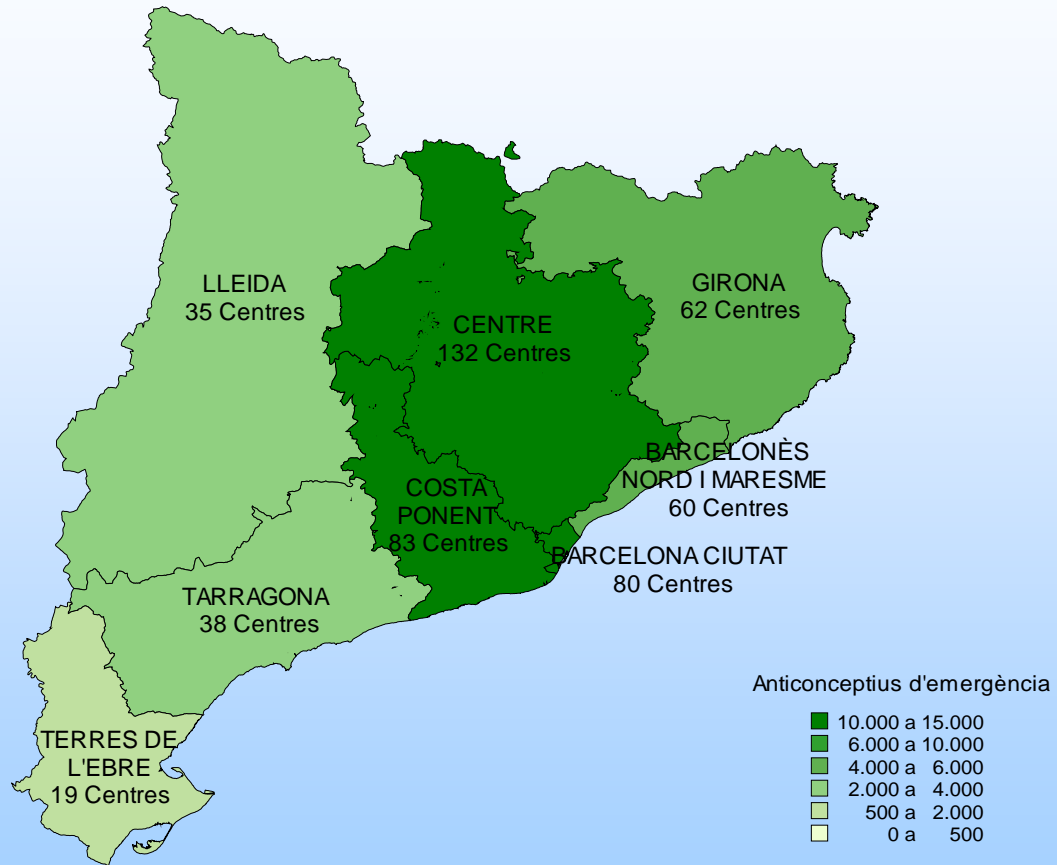 LLEIDA
35 Centres
GIRONA
62 Centres
CENTRE
132 Centres
BARCELONÈS
NORD I MARESME
60 Centres
COSTA
PONENT
83 Centres
BARCELONA CIUTAT
80 Centres
TARRAGONA
38 Centres
TERRES DE
L'EBRE
19 Centres
Anticonceptius d'emergència
10.000 a 15.000
6.000 a 10.000
4.000 a 6.000
2.000 a 4.000
500 a 2.000
0 a 500